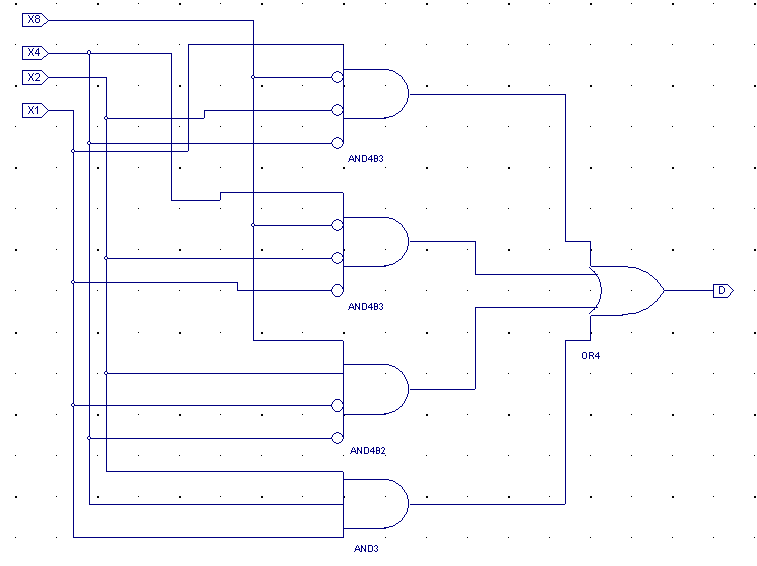 X8
X4
X2
X1
AND4B3
AND4B3
D
OR4
AND4B2
AND3